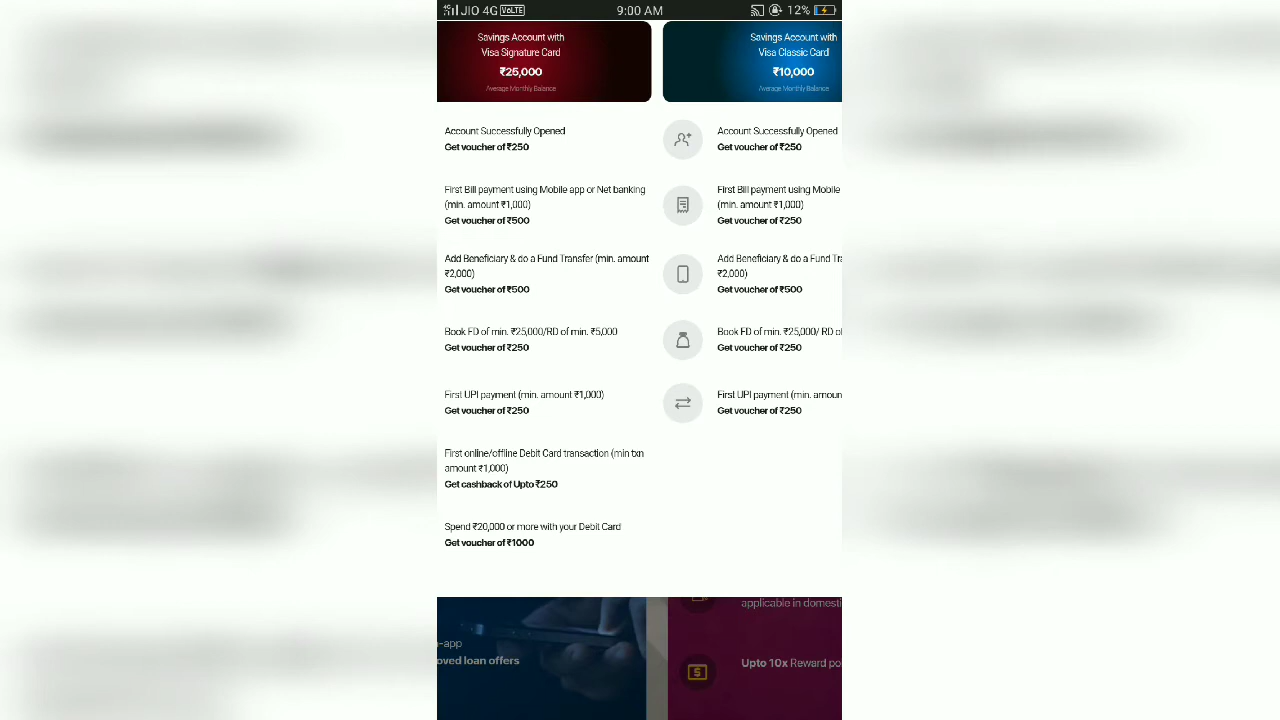 4G JIO 4G VoLTE 9:00 AM 12%
Savings Account with
Visa Signature Card
₹25,000
Average Monthly Balance
Account Successfully Opened
Get voucher of ₹250
First Bill payment using Mobile app or Net banking
(min. amount ₹1,000)
Get voucher of ₹500
Add Beneficiary & do a Fund Transfer (min. amount
₹2,000)
Get voucher of ₹500
Book FD of min. ₹25,000/RD of min. ₹5,000
Get voucher of ₹250
First UPI payment (min. amount ₹1,000)
Get voucher of ₹250
First online/offline Debit Card transaction (min txn
amount ₹1,000)
Get cashback of Upto ₹250
Spend ₹20,000 or more with your Debit Card
Get voucher of ₹1000
Savings Account with
Visa Classic Card
₹10,000
Average Monthly Balance
Account Successfully Opened
Get voucher of ₹250
First Bill payment using Mobile
(min. amount ₹1,000)
Get voucher of ₹250
Add Beneficiary & do a Fund Tra
₹2,000)
Get voucher of ₹500
Book FD of min. ₹25,000/ RD of
Get voucher of ₹250
First UPI payment (min. amoun
Get voucher of ₹250
-app
oved loan offers
applicable in domesti
Upto 10x Reward po